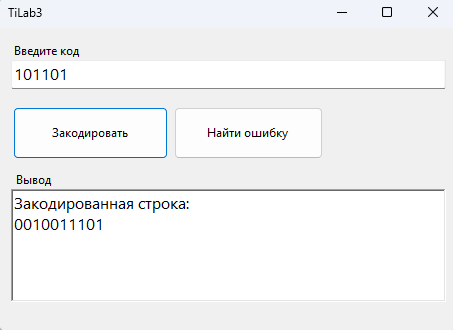 TiLab3
Введите код
101101
Закодировать
Найти ошибку
Вывод
Закодированная строка:
0010011101